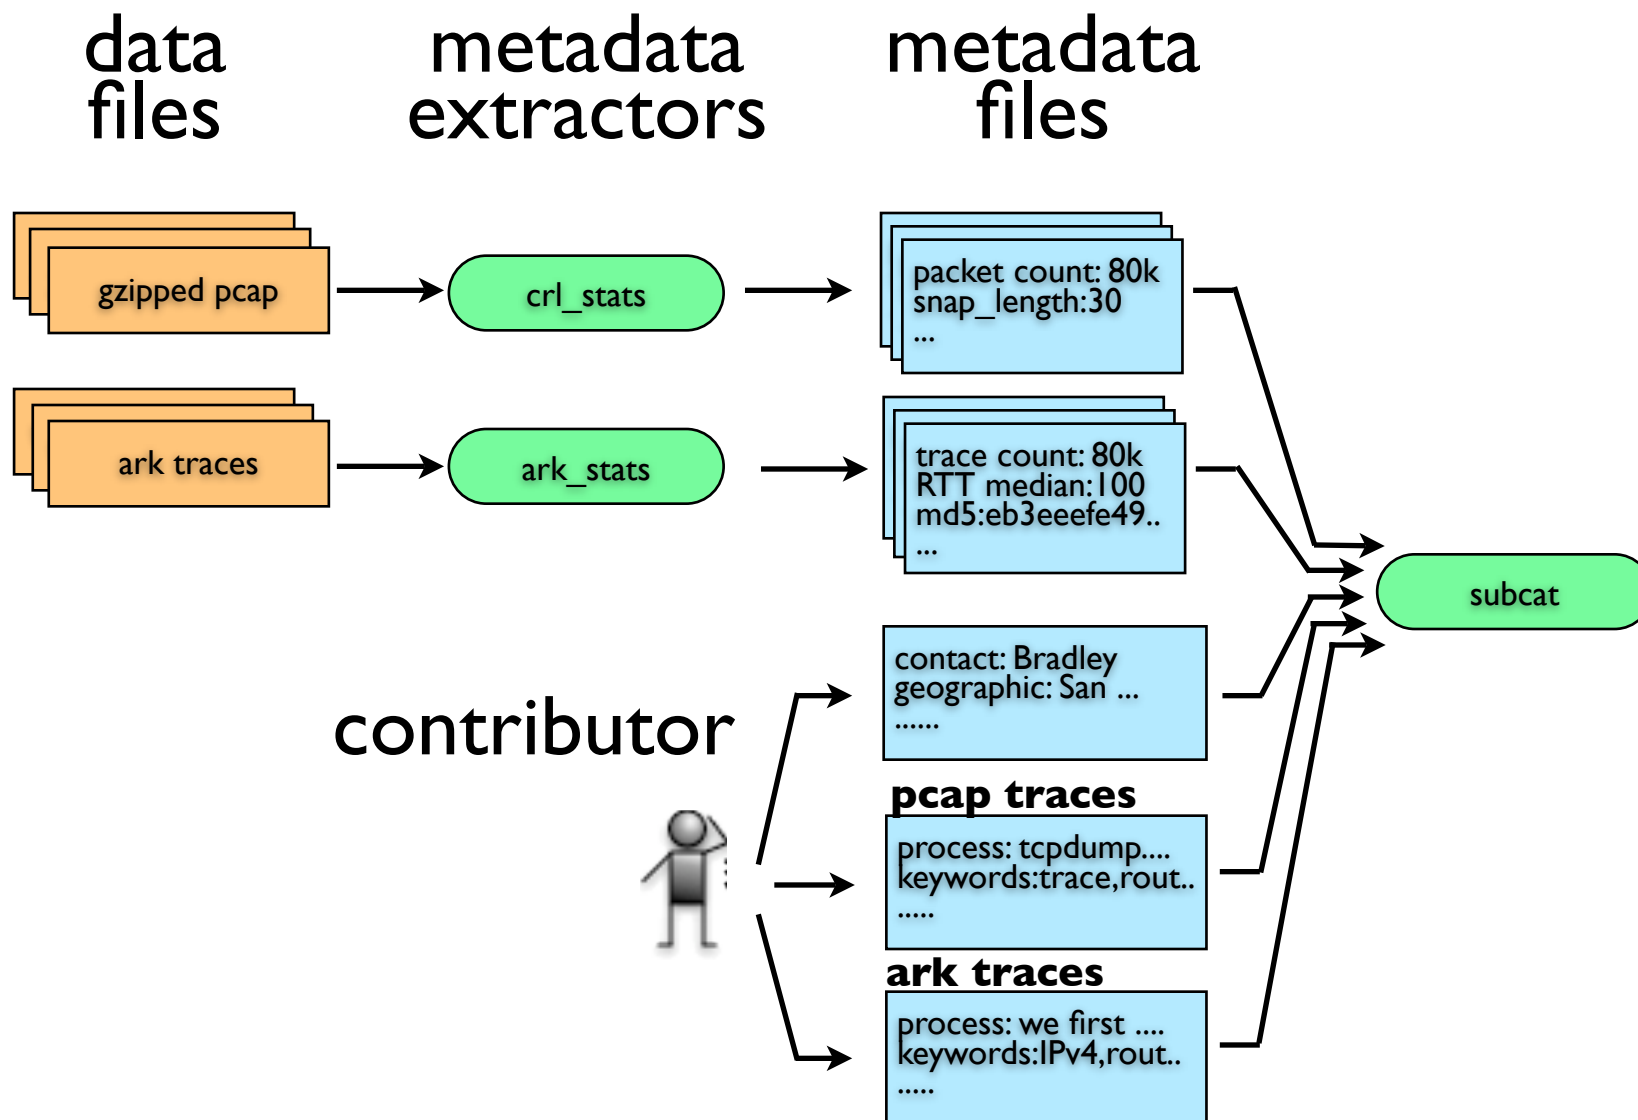 data
files
metadata
extractors
metadata
files
gzipped pcap
crl_stats
packet count: 80k
snap_length:30
...
ark traces
ark_stats
trace count: 80k
RTT median:100
md5:eb3eeefe49..
...
subcat
contributor
contact: Bradley
geographic: San ...
......
pcap traces
process: tcpdump....
keywords:trace,rout..
.....
ark traces
process: we first ....
keywords:IPv4,rout..
.....